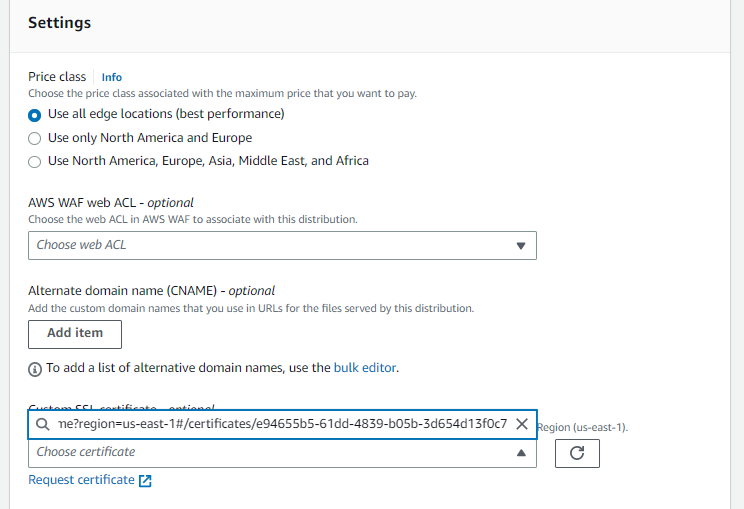 Settings
Price class Info
Choose the price class associated with the maximum price that you want to pay.
Use all edge locations (best performance)
Use only North America and Europe
Use North America, Europe, Asia, Middle East, and Africa
AWS WAF web ACL - optional
Choose the web ACL in AWS WAF to associate with this distribution.
Choose web ACL
Alternate domain name (CNAME) - optional
Add the custom domain names that you use in URLs for the files served by this distribution.
Add item
To add a list of alternative domain names, use the bulk editor.
Custom SSL certificate - optional
me?region=us-east-1#/certificates/e94655b5-61dd-4839-b05b-3d654d13f0c7
Region (us-east-1).
Choose certificate
Request certificate